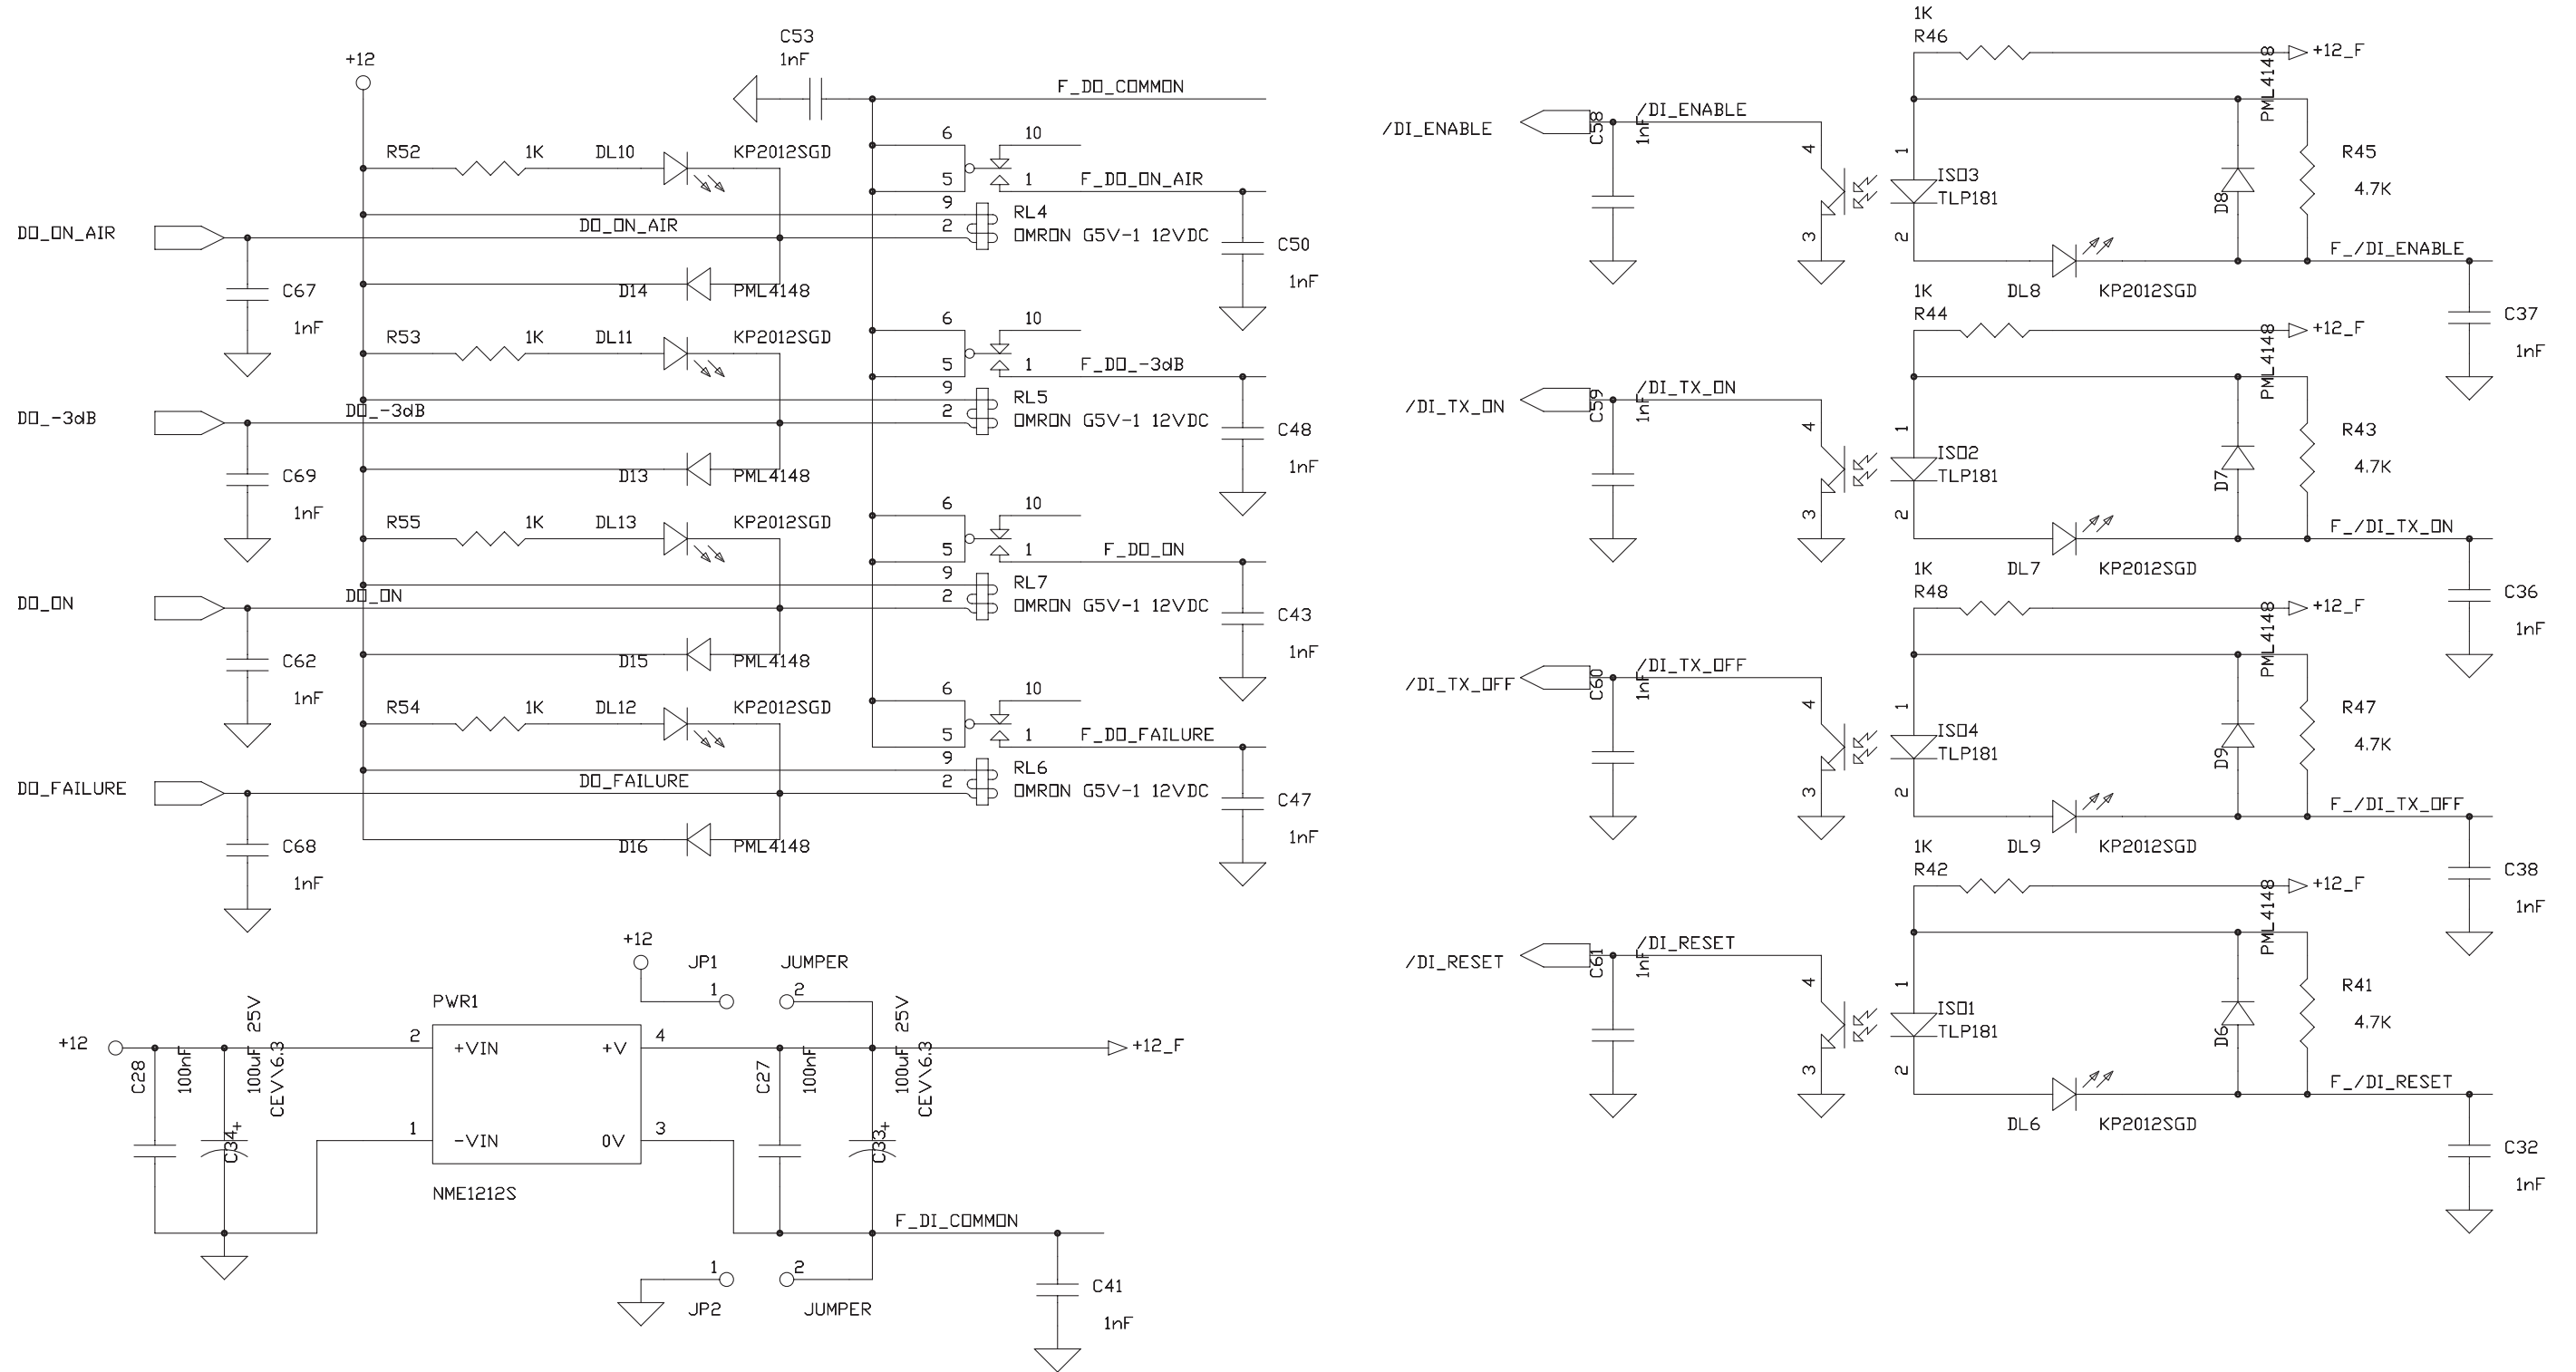 C53
1nF
+12
F_DO_COMMON
6
10
R52
1K
DL10
KP2012SGD
5
1
F_DO_ON_AIR
9
RL4
DO_ON_AIR
DO_ON_AIR
2
OMRON G5V-1 12VDC
C50
1nF
C67
1nF
D14
PML4148
6
10
R53
1K
DL11
KP2012SGD
5
1
F_DO_-3dB
9
RL5
DO_-3dB
DO_-3dB
2
OMRON G5V-1 12VDC
C48
1nF
C69
1nF
D13
PML4148
6
10
R55
1K
DL13
KP2012SGD
5
1
F_DO_ON
9
RL7
DO_ON
DO_ON
2
OMRON G5V-1 12VDC
C43
1nF
C62
1nF
D15
PML4148
6
10
R54
1K
DL12
KP2012SGD
5
1
F_DO_FAILURE
9
RL6
DO_FAILURE
DO_FAILURE
2
OMRON G5V-1 12VDC
C47
1nF
C68
1nF
D16
PML4148
+12
JP1
JUMPER
1
2
PWR1
+12
2
+VIN
+V
4
+12_F
C28
100nF
100uF 25V
CEV\6.3
C34
+
C27
100nF
100uF 25V
CEV\6.3
C33
+
1
-VIN
0V
3
NME1212S
F_DI_COMMON
1
2
JP2
JUMPER
C41
1nF
1K
R46
+12_F
PML4148
/DI_ENABLE
C58
1nF
/DI_ENABLE
4
3
1
2
ISO3
TLP181
D8
R45
4.7K
F_/DI_ENABLE
DL8
KP2012SGD
C37
1nF
1K
R44
+12_F
PML4148
/DI_TX_ON
C59
1nF
/DI_TX_ON
4
3
1
2
ISO2
TLP181
D7
R43
4.7K
F_/DI_TX_ON
DL7
KP2012SGD
C36
1nF
1K
R48
+12_F
PML4148
/DI_TX_OFF
C60
1nF
/DI_TX_OFF
4
3
1
2
ISO4
TLP181
D9
R47
4.7K
F_/DI_TX_OFF
DL9
KP2012SGD
C38
1nF
1K
R42
+12_F
PML4148
/DI_RESET
C61
1nF
/DI_RESET
4
3
1
2
ISO1
TLP181
D6
R41
4.7K
F_/DI_RESET
DL6
KP2012SGD
C32
1nF